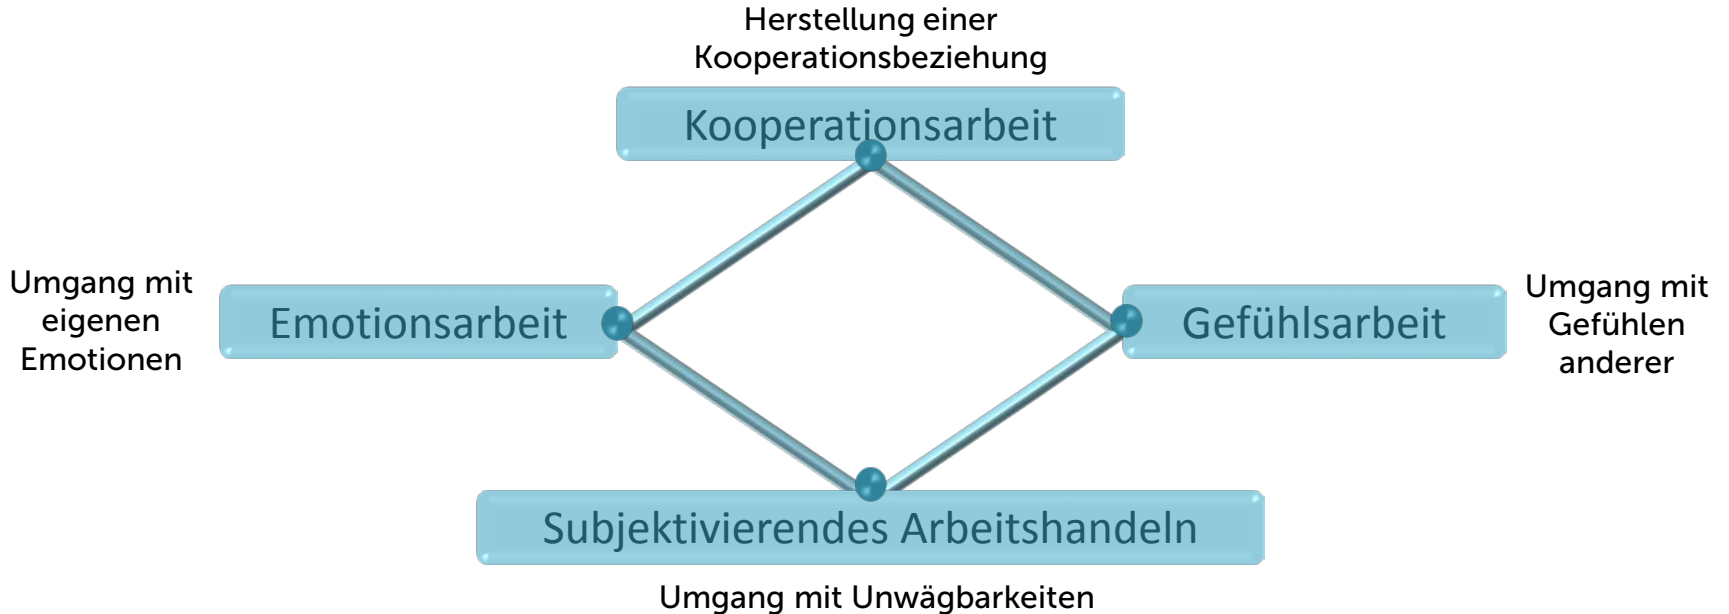 Herstellung einer
Kooperationsbeziehung
Kooperationsarbeit
Umgang mit
eigenen
Emotionen
Emotionsarbeit
Gefühlsarbeit
Umgang mit
Gefühlen
anderer
Subjektivierendes Arbeitshandeln
Umgang mit Unwägbarkeiten